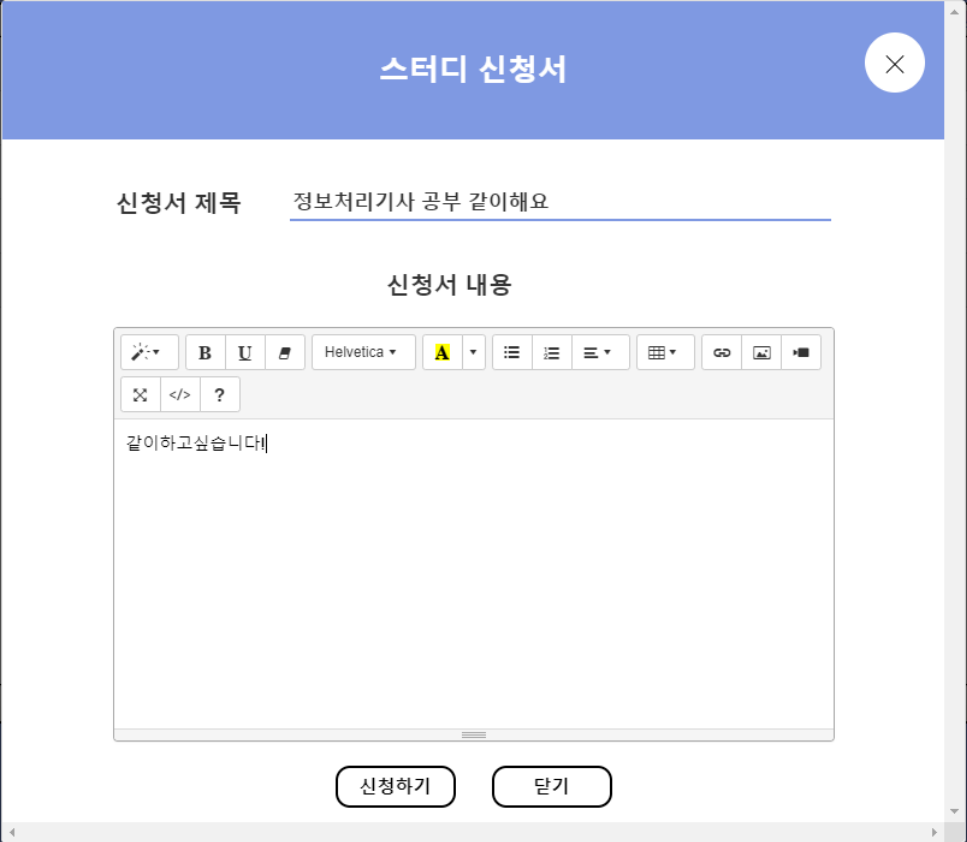 스터디 신청서
신청서 제목 정보처리기사 공부 같이해요
신청서 내용
B U Helvetica A
</> ?
같이하고싶습니다!
신청하기 닫기